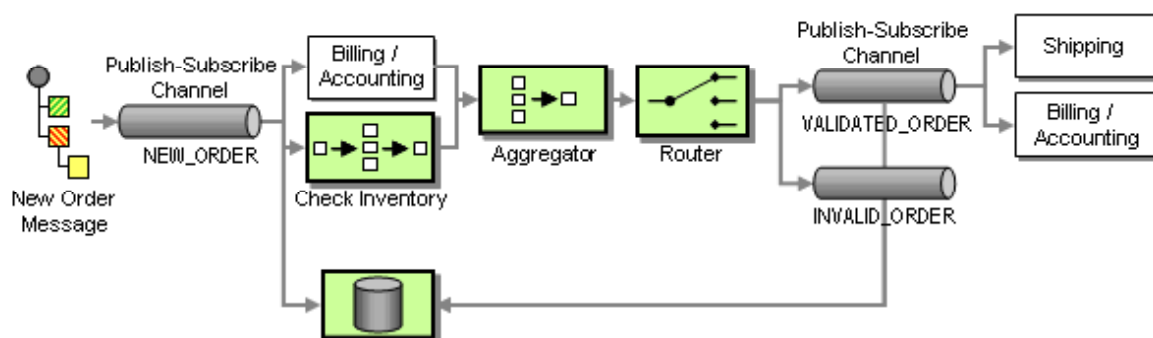 New Order
Message
Publish-Subscribe
Channel
NEW_ORDER
Billing /
Accounting
Check Inventory
Aggregator
Router
Publish-Subscribe
Channel
VALIDATED_ORDER
INVALID_ORDER
Shipping
Billing /
Accounting